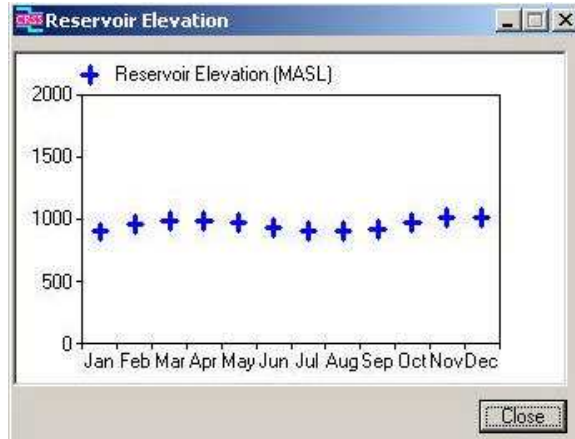 CRSS Reservoir Elevation
Reservoir Elevation (MASL)
2000
1500
1000
500
0
Jan Feb Mar Apr May Jun Jul Aug Sep Oct Nov Dec
Close